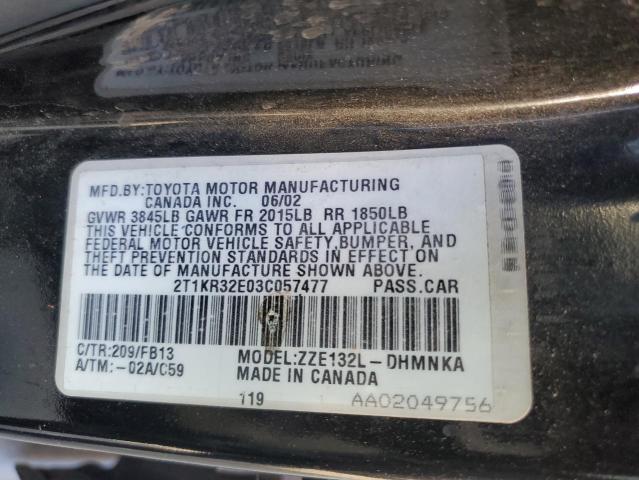 MFD.BY:TOYOTA MOTOR MANUFACTURING
CANADA INC. 06/02
GVWR 3845LB GAWR FR 2015LB RR 1850LB
THIS VEHICLE CONFORMS TO ALL APPLICABLE
FEDERAL MOTOR VEHICLE SAFETY,BUMPER, AND
THEFT PREVENTION STANDARDS IN EFFECT ON
THE DATE OF MANUFACTURE SHOWN ABOVE.
2T1KR32E03C057477 PASS.CAR
C/TR:209/FB13 MODEL:ZZE132L-DHMNKA
A/TM:-02A/C59 MADE IN CANADA
119 AA02049756